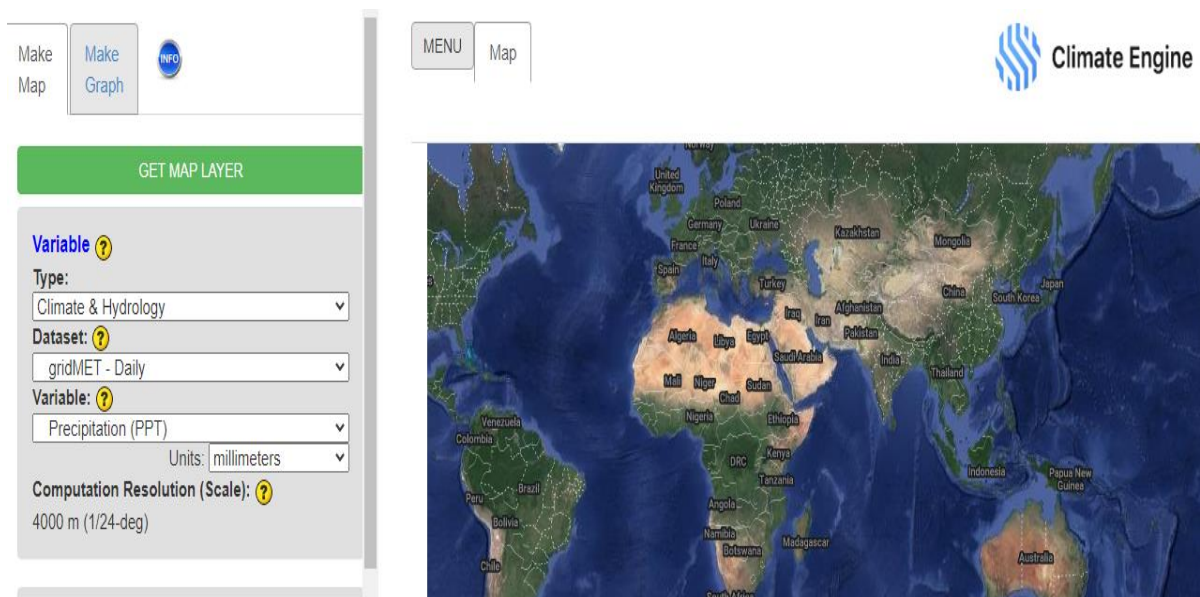 Make
Map
Make
Graph
INFO
GET MAP LAYER
Variable ?
Type:
Climate & Hydrology
Dataset: ?
gridMET - Daily
Variable: ?
Precipitation (PPT)
Units: millimeters
Computation Resolution (Scale): ?
4000 m (1/24-deg)
MENU
Map
Climate Engine
Norway
United
Kingdom
Poland
Germany
Ukraine
France
Kazakhstan
Mongolia
Italy
Spain
Turkey
China
Japan
South Korea
Iraq
Iran
Afghanistan
Pakistan
Algeria
Libya
Egypt
Saudi Arabia
India
Thailand
Mali
Niger
Chad
Sudan
Nigeria
Ethiopia
Venezuela
Colombia
DRC
Kenya
Tanzania
Indonesia
Papua New
Guinea
Peru
Brazil
Angola
Bolivia
Namibia
Botswana
Madagascar
Australia
Chile
South Africa